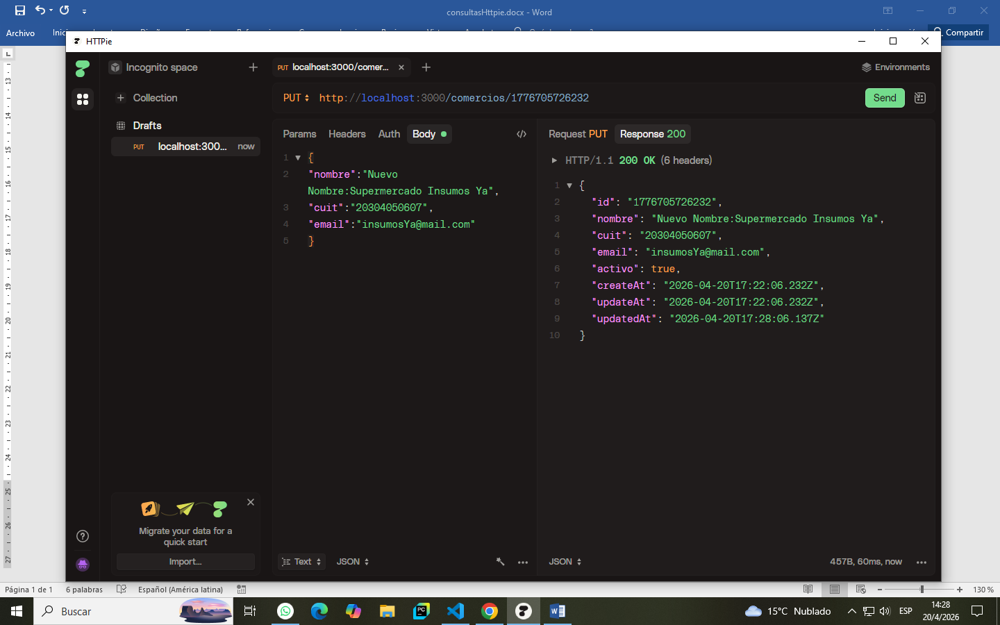 consultasHttpie.docx - Word
Archivo
Compartir
HTTPie
Incognito space
PUT localhost:3000/comer...
Environments
Collection
PUT http://localhost:3000/comercios/1776705726232
Send
Drafts
PUT localhost:300... now
Params Headers Auth Body
Request PUT Response 200
1 {
2 "nombre":"Nuevo
Nombre:Supermercado Insumos Ya",
3 "cuit":"20304050607",
4 "email":"insumosYa@mail.com"
5 }
HTTP/1.1 200 OK (6 headers)
1 {
2 "id": "1776705726232",
3 "nombre": "Nuevo Nombre:Supermercado Insumos Ya",
4 "cuit": "20304050607",
5 "email": "insumosYa@mail.com",
6 "activo": true,
7 "createAt": "2026-04-20T17:22:06.232Z",
8 "updateAt": "2026-04-20T17:22:06.232Z",
9 "updatedAt": "2026-04-20T17:28:06.137Z"
10 }
Migrate your data for a
quick start
Import...
Text JSON
JSON
457B, 60ms, now
Página 1 de 1 6 palabras Español (América latina) 130 %
Buscar
15°C Nublado
ESP
14:28
20/4/2026